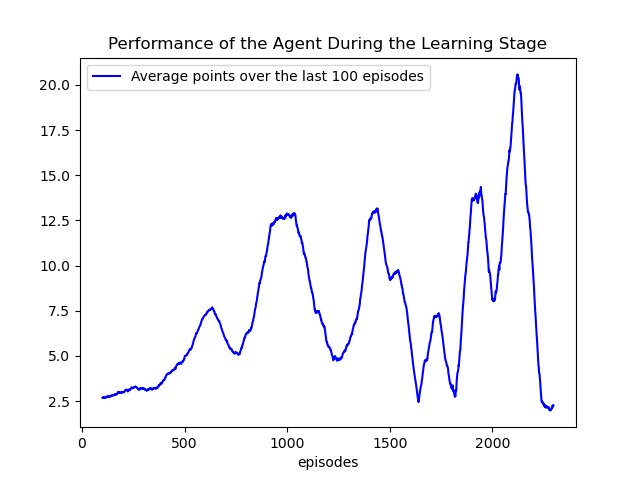 Performance of the Agent During the Learning Stage
Average points over the last 100 episodes
20.0
17.5
15.0
12.5
10.0
7.5
5.0
2.5
0 500 1000 1500 2000
episodes